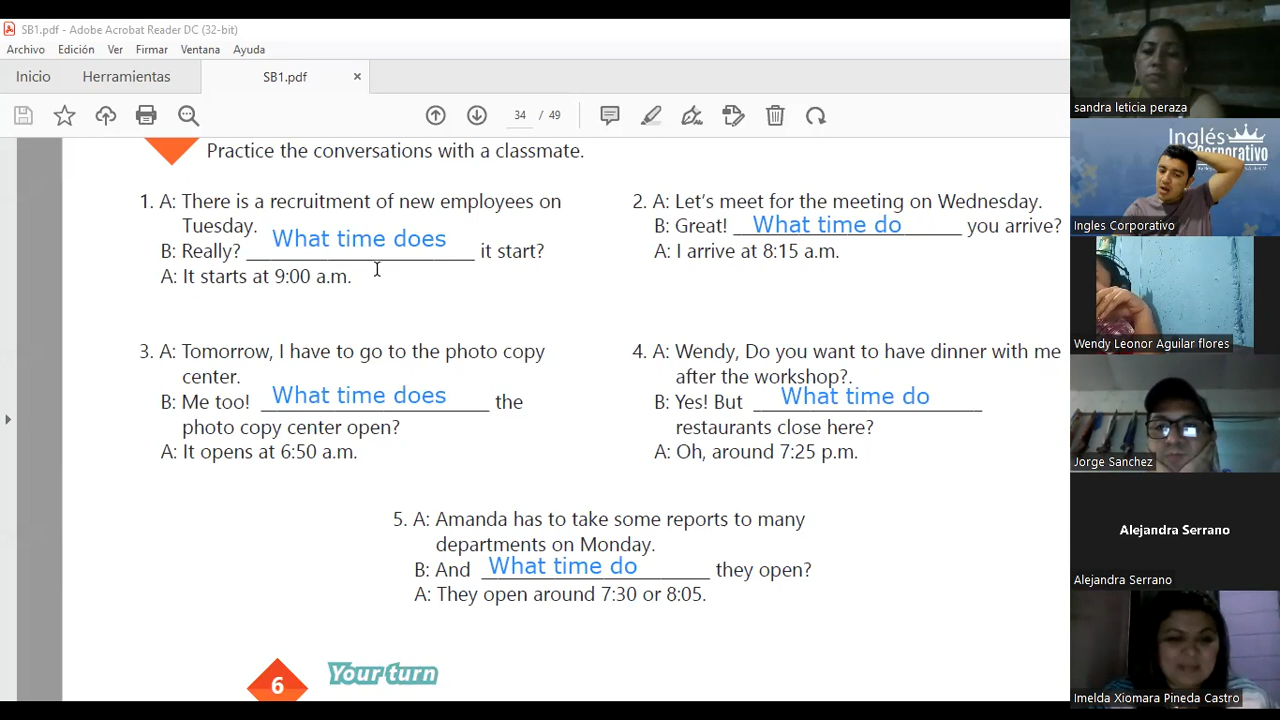 SB1.pdf - Adobe Acrobat Reader DC (32-bit)
Archivo Edición Ver Firmar Ventana Ayuda
Inicio Herramientas SB1.pdf ×
34 / 49
Practice the conversations with a classmate.
1. A: There is a recruitment of new employees on
Tuesday.
B: Really? What time does it start?
A: It starts at 9:00 a.m.
2. A: Let's meet for the meeting on Wednesday.
B: Great! What time do you arrive?
A: I arrive at 8:15 a.m.
3. A: Tomorrow, I have to go to the photo copy
center.
B: Me too! What time does the
photo copy center open?
A: It opens at 6:50 a.m.
4. A: Wendy, Do you want to have dinner with me
after the workshop?.
B: Yes! But What time do
restaurants close here?
A: Oh, around 7:25 p.m.
5. A: Amanda has to take some reports to many
departments on Monday.
B: And What time do they open?
A: They open around 7:30 or 8:05.
6 Your turn
sandra leticia peraza
Inglés
Corporativo
Ingles Corporativo
Wendy Leonor Aguilar flores
Jorge Sanchez
Alejandra Serrano
Alejandra Serrano
Imelda Xiomara Pineda Castro